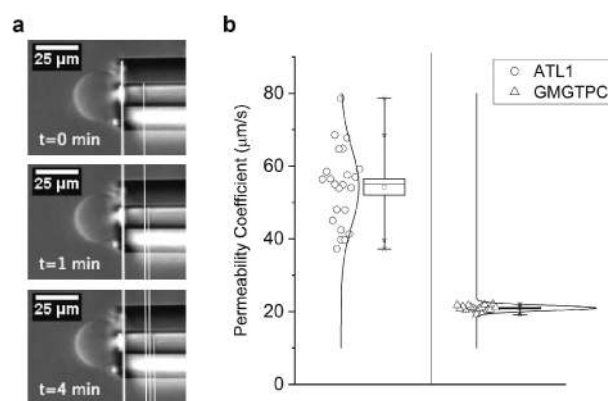 a
25 µm
t=0 min
25 µm
t=1 min
25 µm
t=4 min
b
ATL1
GMGTPC
Permeability Coefficient (µm/s)
80
60
40
20
0